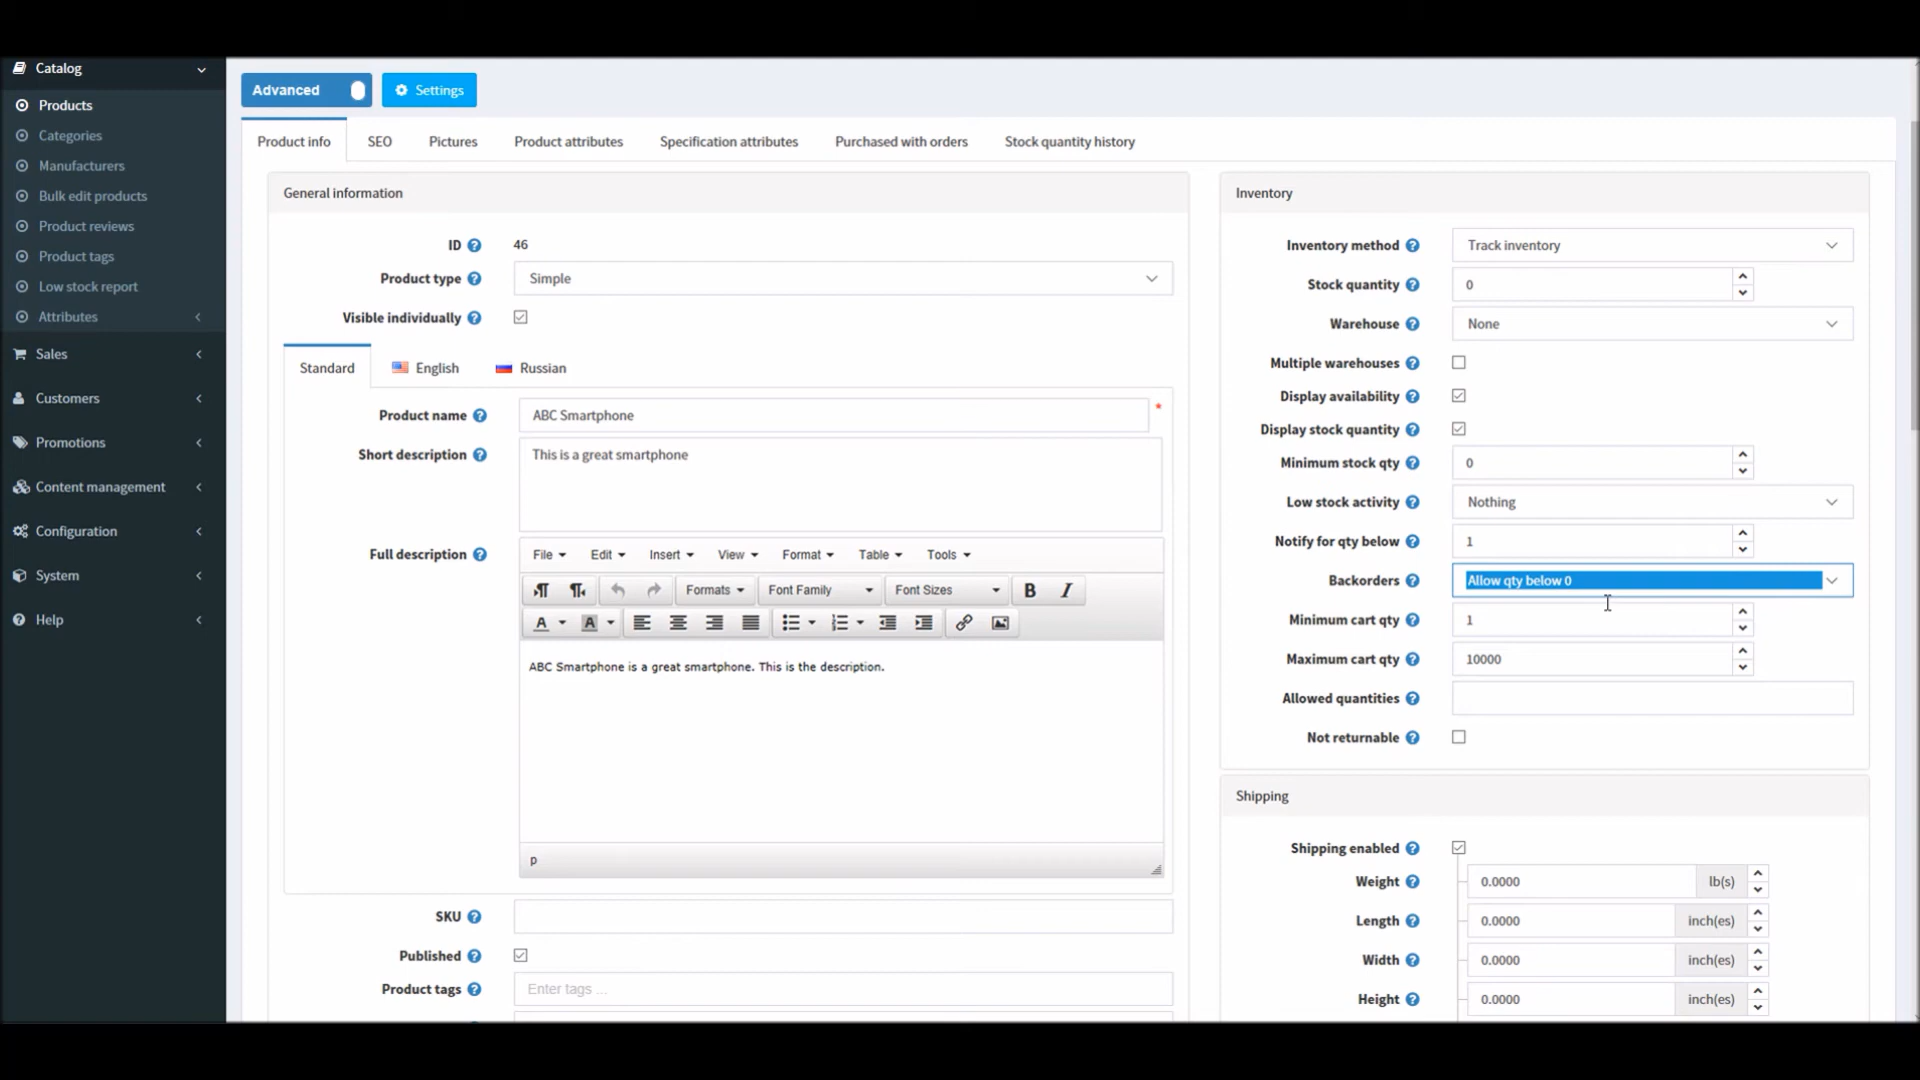 Catalog
Products
Categories
Manufacturers
Bulk edit products
Product reviews
Product tags
Low stock report
Attributes
Sales
Customers
Promotions
Content management
Configuration
System
Help
Advanced
Settings
Product info SEO Pictures Product attributes Specification attributes Purchased with orders Stock quantity history
General information
ID 46
Product type Simple
Visible individually
Standard English Russian
Product name ABC Smartphone *
Short description This is a great smartphone
Full description File Edit Insert View Format Table Tools
Formats Font Family Font Sizes B I
A A
ABC Smartphone is a great smartphone. This is the description.
p
SKU
Published
Product tags Enter tags ...
Inventory
Inventory method Track inventory
Stock quantity 0
Warehouse None
Multiple warehouses
Display availability
Display stock quantity
Minimum stock qty 0
Low stock activity Nothing
Notify for qty below 1
Backorders Allow qty below 0
Minimum cart qty 1
Maximum cart qty 10000
Allowed quantities
Not returnable
Shipping
Shipping enabled
Weight 0.0000 lb(s)
Length 0.0000 inch(es)
Width 0.0000 inch(es)
Height 0.0000 inch(es)